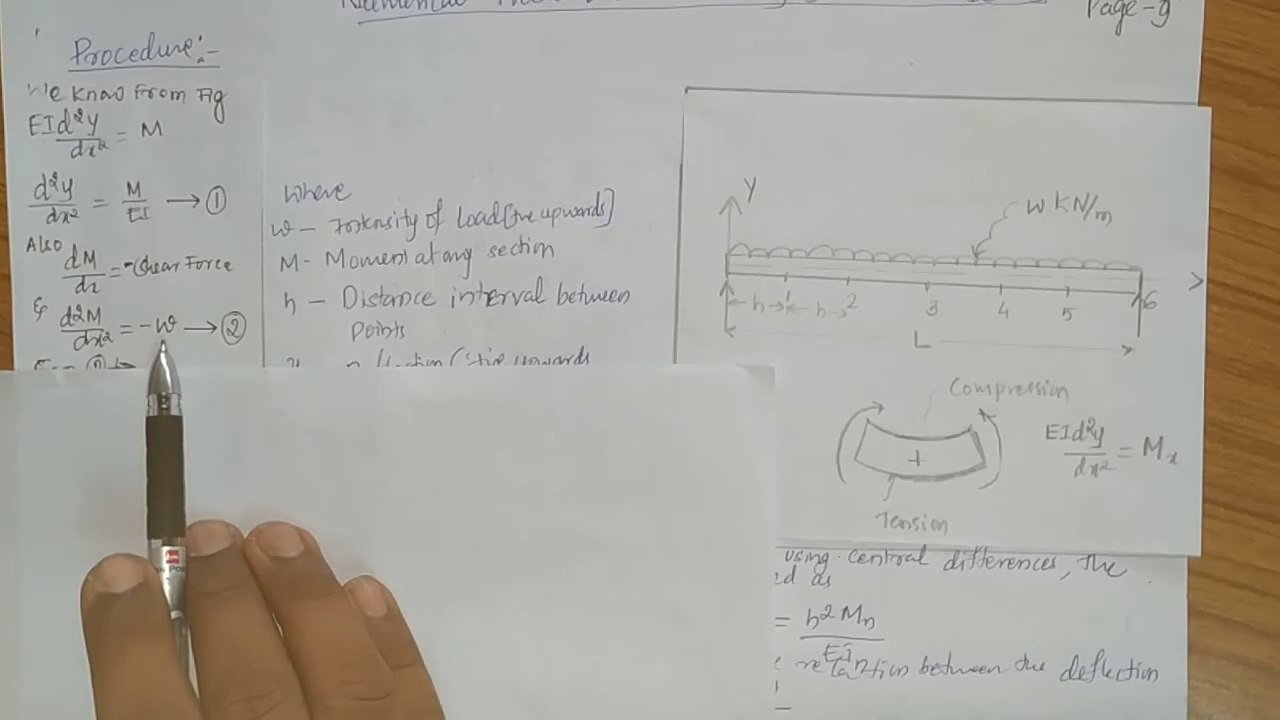 Page-9
Procedure:-
We know From Fig
EI d²y/dx² = M
d²y/dx² = M/EI → ①
Also dM/dx = -Shear Force
& d²M/dx² = -w → ②
Where
w - Intensity of Load [+ve upwards]
M - Moment at any section
h - Distance interval between
Points
Y
w KN/m
h 1 h 2 3 4 5 6
L
Compression
+
Tension
EI d²y/dx² = Mx
using central differences, the
ed as
= h² Mn/EI
relation between the deflection